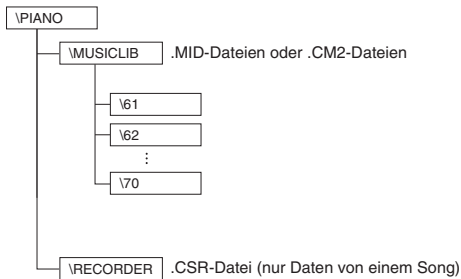 \PIANO
\MUSICLIB .MID-Dateien oder .CM2-Dateien
\61
\62
⋮
\70
\RECORDER .CSR-Datei (nur Daten von einem Song)